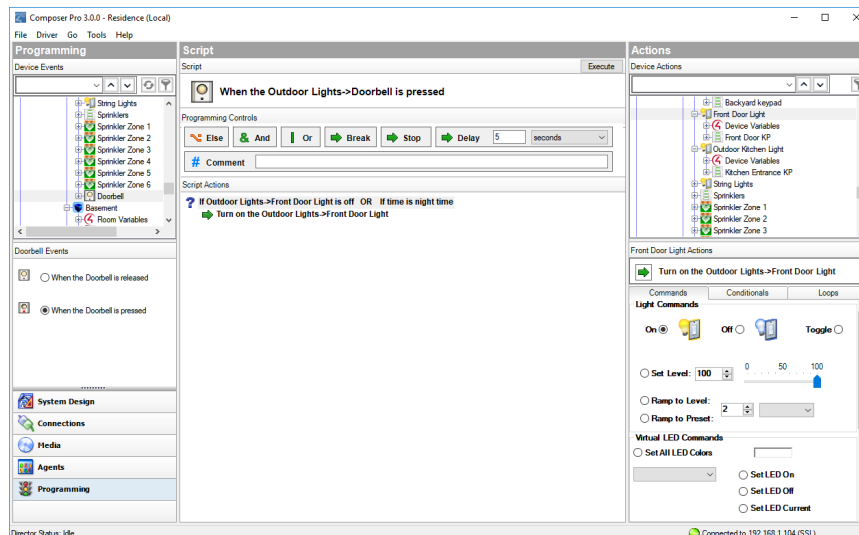 Composer Pro 3.0.0 - Residence (Local)
File Driver Go Tools Help
Programming
Device Events
String Lights
Sprinklers
Sprinkler Zone 1
Sprinkler Zone 2
Sprinkler Zone 3
Sprinkler Zone 4
Sprinkler Zone 5
Sprinkler Zone 6
Doorbell
Basement
Room Variables
Doorbell Events
When the Doorbell is released
When the Doorbell is pressed
System Design
Connections
Media
Agents
Programming
Director Status: Idle
Script
Script
Execute
When the Outdoor Lights->Doorbell is pressed
Programming Controls
Else & And Or Break Stop Delay 5 seconds
# Comment
Script Actions
? If Outdoor Lights->Front Door Light is off OR If time is night time
Turn on the Outdoor Lights->Front Door Light
Actions
Device Actions
Backyard keypad
Front Door Light
Device Variables
Front Door KP
Outdoor Kitchen Light
Device Variables
Kitchen Entrance KP
String Lights
Sprinklers
Sprinkler Zone 1
Sprinkler Zone 2
Sprinkler Zone 3
Front Door Light Actions
Turn on the Outdoor Lights->Front Door Light
Commands Conditionals Loops
Light Commands
On Off Toggle
Set Level: 100 0 50 100
Ramp to Level:
2
Ramp to Preset:
Virtual LED Commands
Set All LED Colors
Set LED On
Set LED Off
Set LED Current
Connected to 192.168.1.104 (SSL)